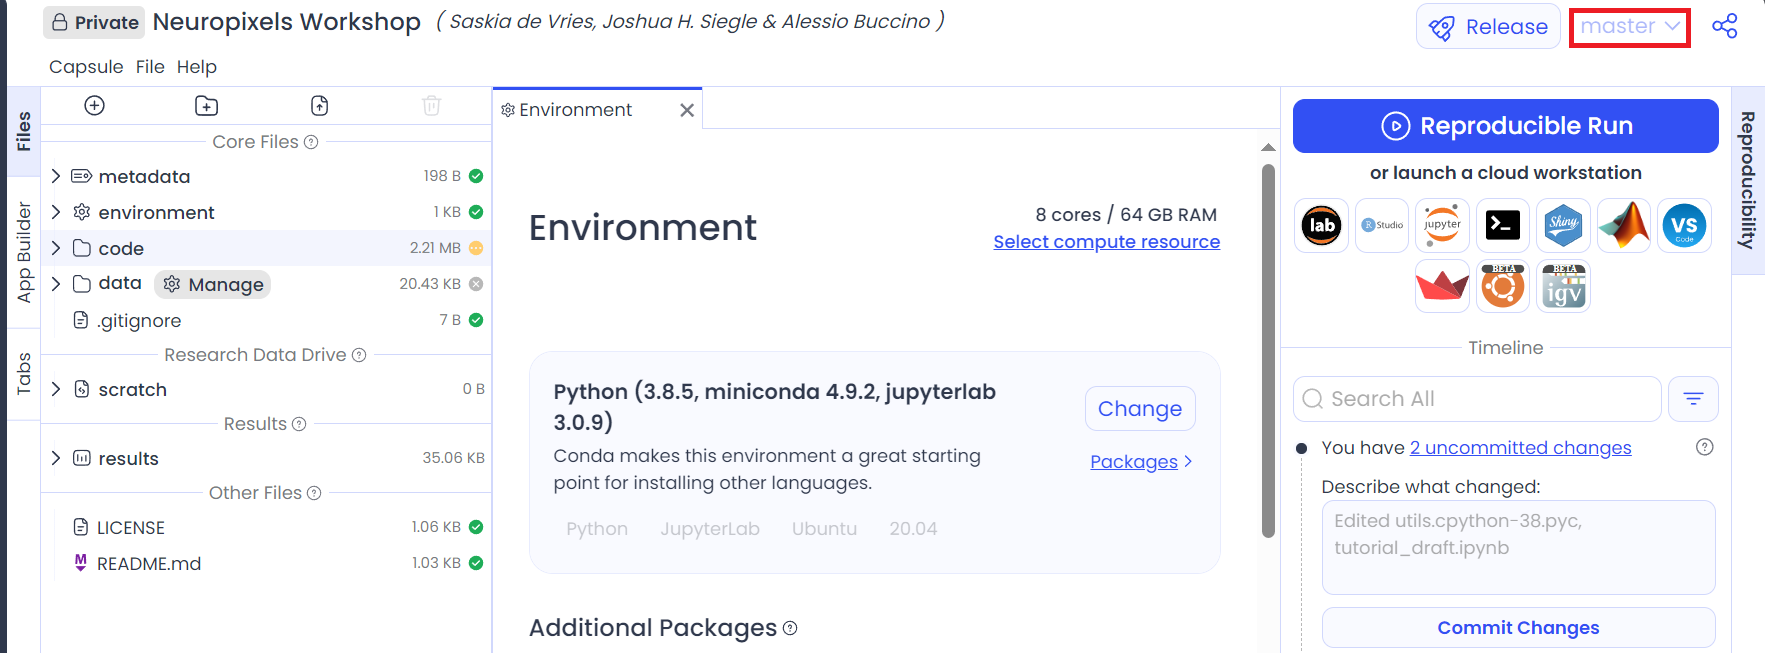 Private Neuropixels Workshop ( Saskia de Vries, Joshua H. Siegle & Alessio Buccino )
Release
master
Capsule File Help
Files
App Builder
Tabs
Core Files
metadata 198 B
environment 1 KB
code 2.21 MB
data Manage 20.43 KB
.gitignore 7 B
Research Data Drive
scratch 0 B
Results
results 35.06 KB
Other Files
LICENSE 1.06 KB
M README.md 1.03 KB
Environment
Environment
8 cores / 64 GB RAM
Select compute resource
Python (3.8.5, miniconda 4.9.2, jupyterlab
3.0.9)
Change
Conda makes this environment a great starting
point for installing other languages.
Packages
Python JupyterLab Ubuntu 20.04
Additional Packages
Reproducible Run
or launch a cloud workstation
lab
R Studio
jupyter
Shiny
VS
Code
BETA
BETA
igv
Timeline
Search All
You have 2 uncommitted changes
Describe what changed:
Edited utils.cpython-38.pyc,
tutorial_draft.ipynb
Commit Changes
Reproducibility